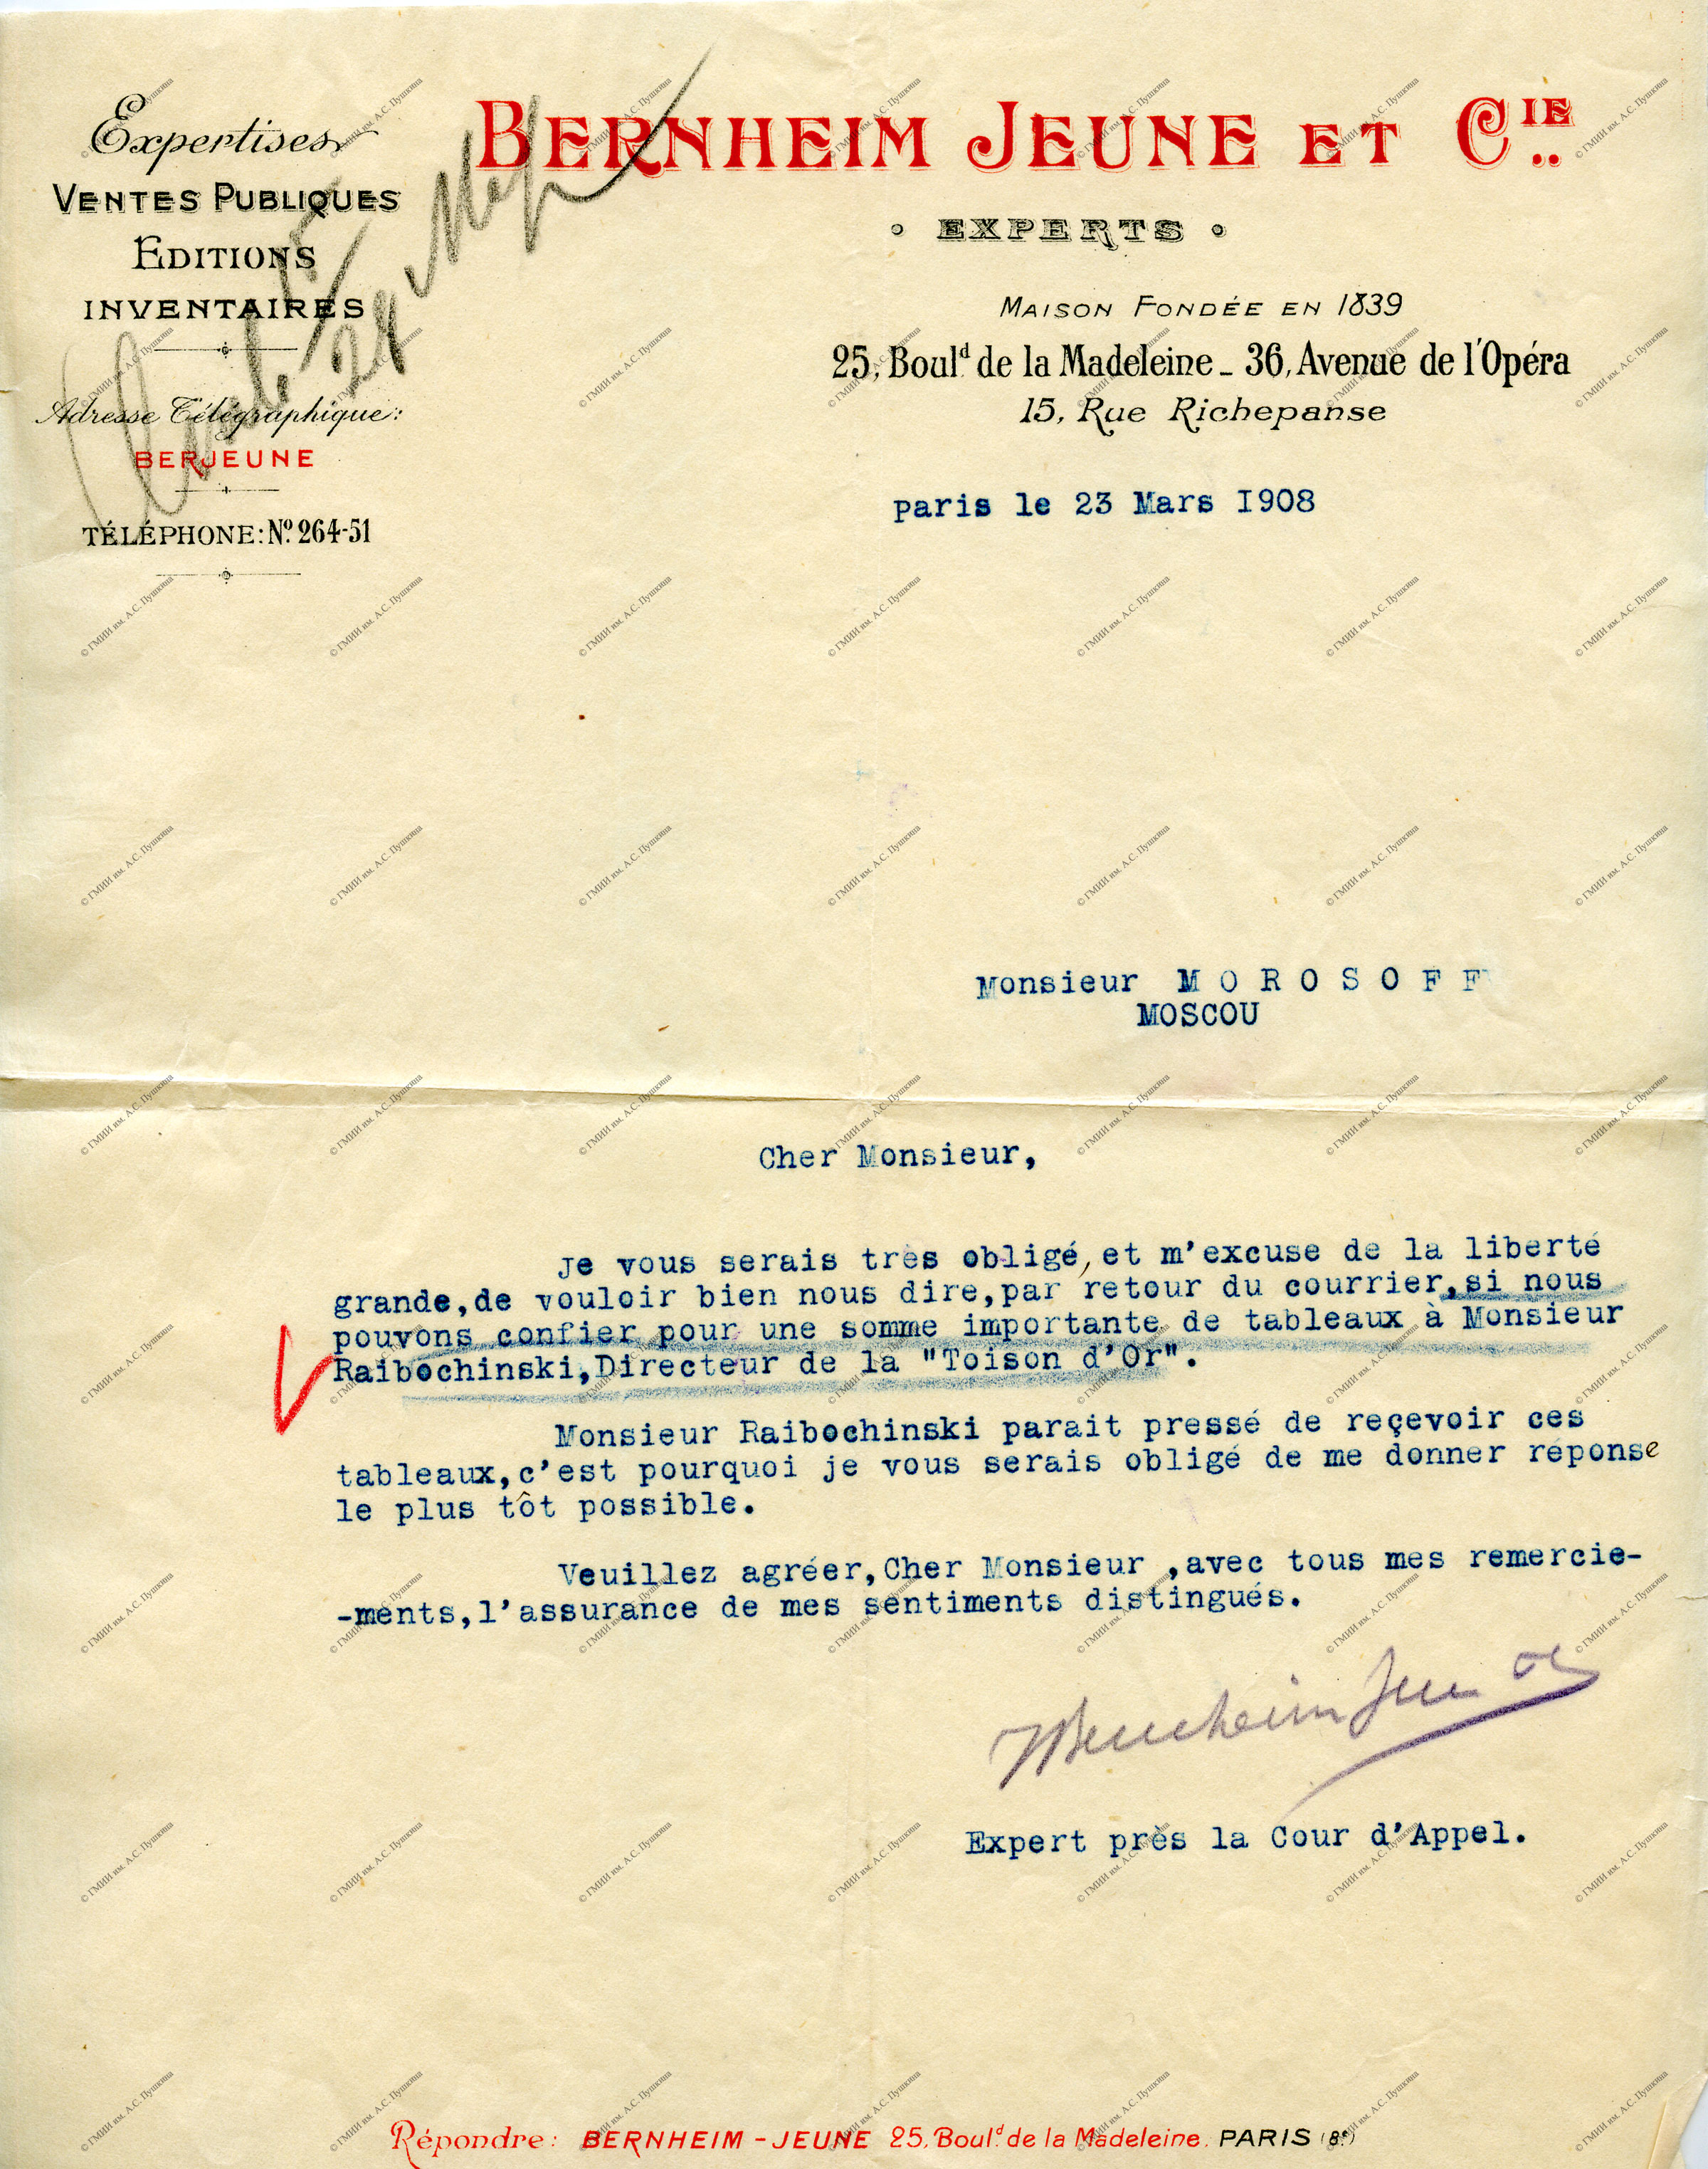 Expertises
VENTES PUBLIQUES
EDITIONS
INVENTAIRES
Adresse Télégraphique:
BERJEUNE
TÉLÉPHONE: Nº 264-51
BERNHEIM JEUNE ET CIE..
EXPERTS
MAISON FONDÉE EN 1839
25, Bould de la Madeleine - 36, Avenue de l'Opéra
15, Rue Richepanse
Paris le 23 Mars I908
Monsieur M O R O S O F F
MOSCOU
Cher Monsieur,
Je vous serais très obligé, et m'excuse de la liberté
grande,de vouloir bien nous dire,par retour du courrier,si nous
pouvons confier pour une somme importante de tableaux à Monsieur
Raibochinski,Directeur de la "Toison d'Or".
Monsieur Raibochinski parait pressé de reçevoir ces
tableaux,c'est pourquoi je vous serais obligé de me donner réponse
le plus tôt possible.
Veuillez agréer,Cher Monsieur ,avec tous mes remercie-
-ments,l'assurance de mes sentiments distingués.
Bernheim Jeune
Expert près la Cour d'Appel.
Répondre: BERNHEIM-JEUNE 25, Bould de la Madeleine. PARIS (8e)
© ГМИИ им. А.С. Пушкина